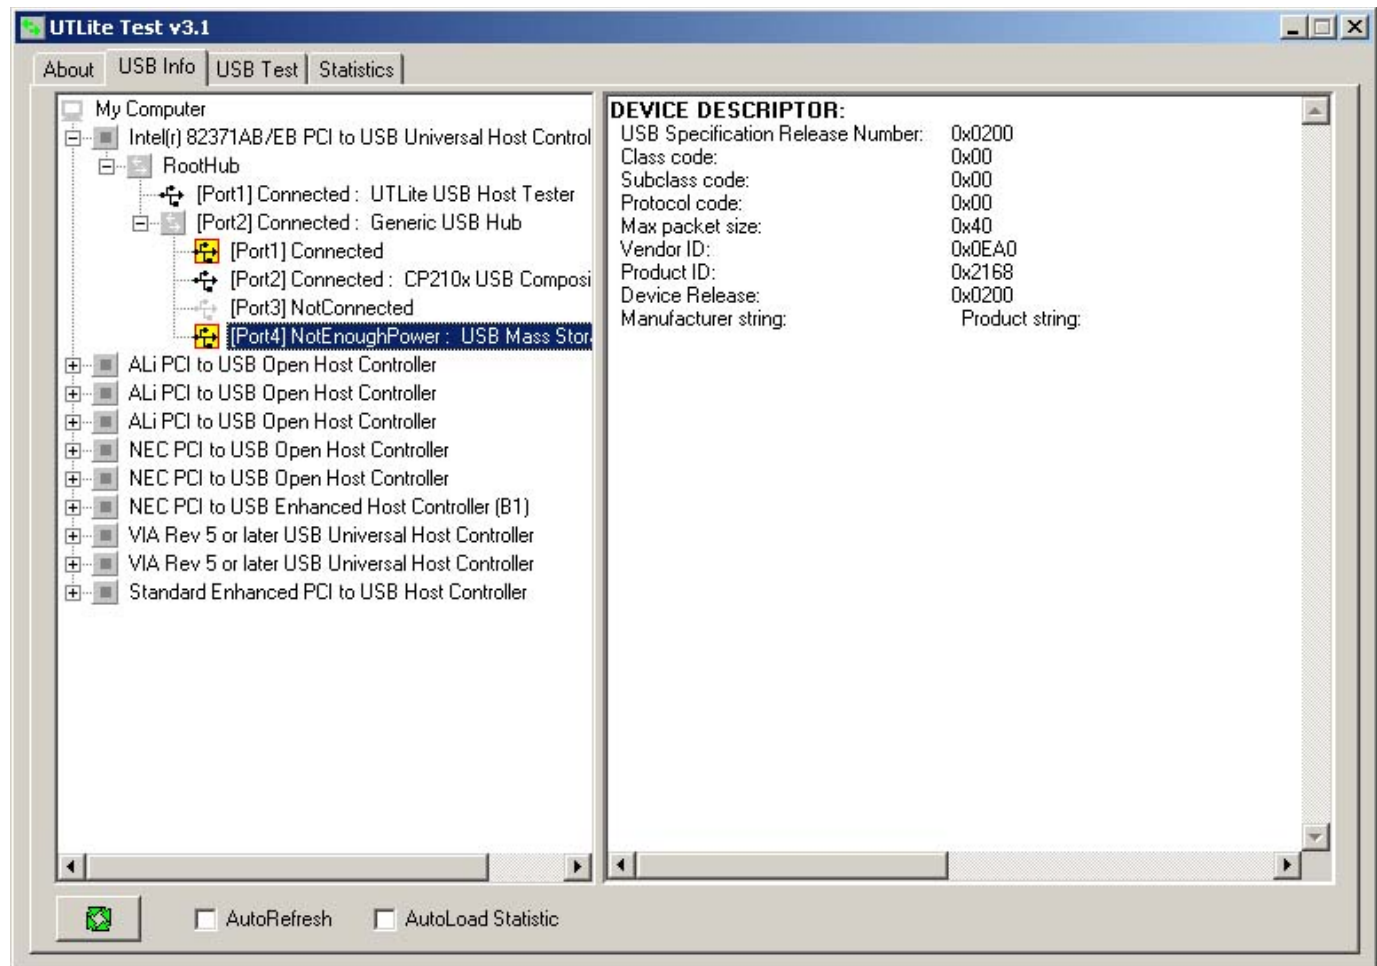 UTLite Test v3.1
About USB Info USB Test Statistics
My Computer
Intel(r) 82371AB/EB PCI to USB Universal Host Control
RootHub
[Port1] Connected : UTLite USB Host Tester
[Port2] Connected : Generic USB Hub
[Port1] Connected
[Port2] Connected : CP210x USB Composi
[Port3] NotConnected
[Port4] NotEnoughPower : USB Mass Stor
ALi PCI to USB Open Host Controller
ALi PCI to USB Open Host Controller
ALi PCI to USB Open Host Controller
NEC PCI to USB Open Host Controller
NEC PCI to USB Open Host Controller
NEC PCI to USB Enhanced Host Controller (B1)
VIA Rev 5 or later USB Universal Host Controller
VIA Rev 5 or later USB Universal Host Controller
Standard Enhanced PCI to USB Host Controller
DEVICE DESCRIPTOR:
USB Specification Release Number: 0x0200
Class code: 0x00
Subclass code: 0x00
Protocol code: 0x00
Max packet size: 0x40
Vendor ID: 0x0EA0
Product ID: 0x2168
Device Release: 0x0200
Manufacturer string: Product string:
AutoRefresh AutoLoad Statistic